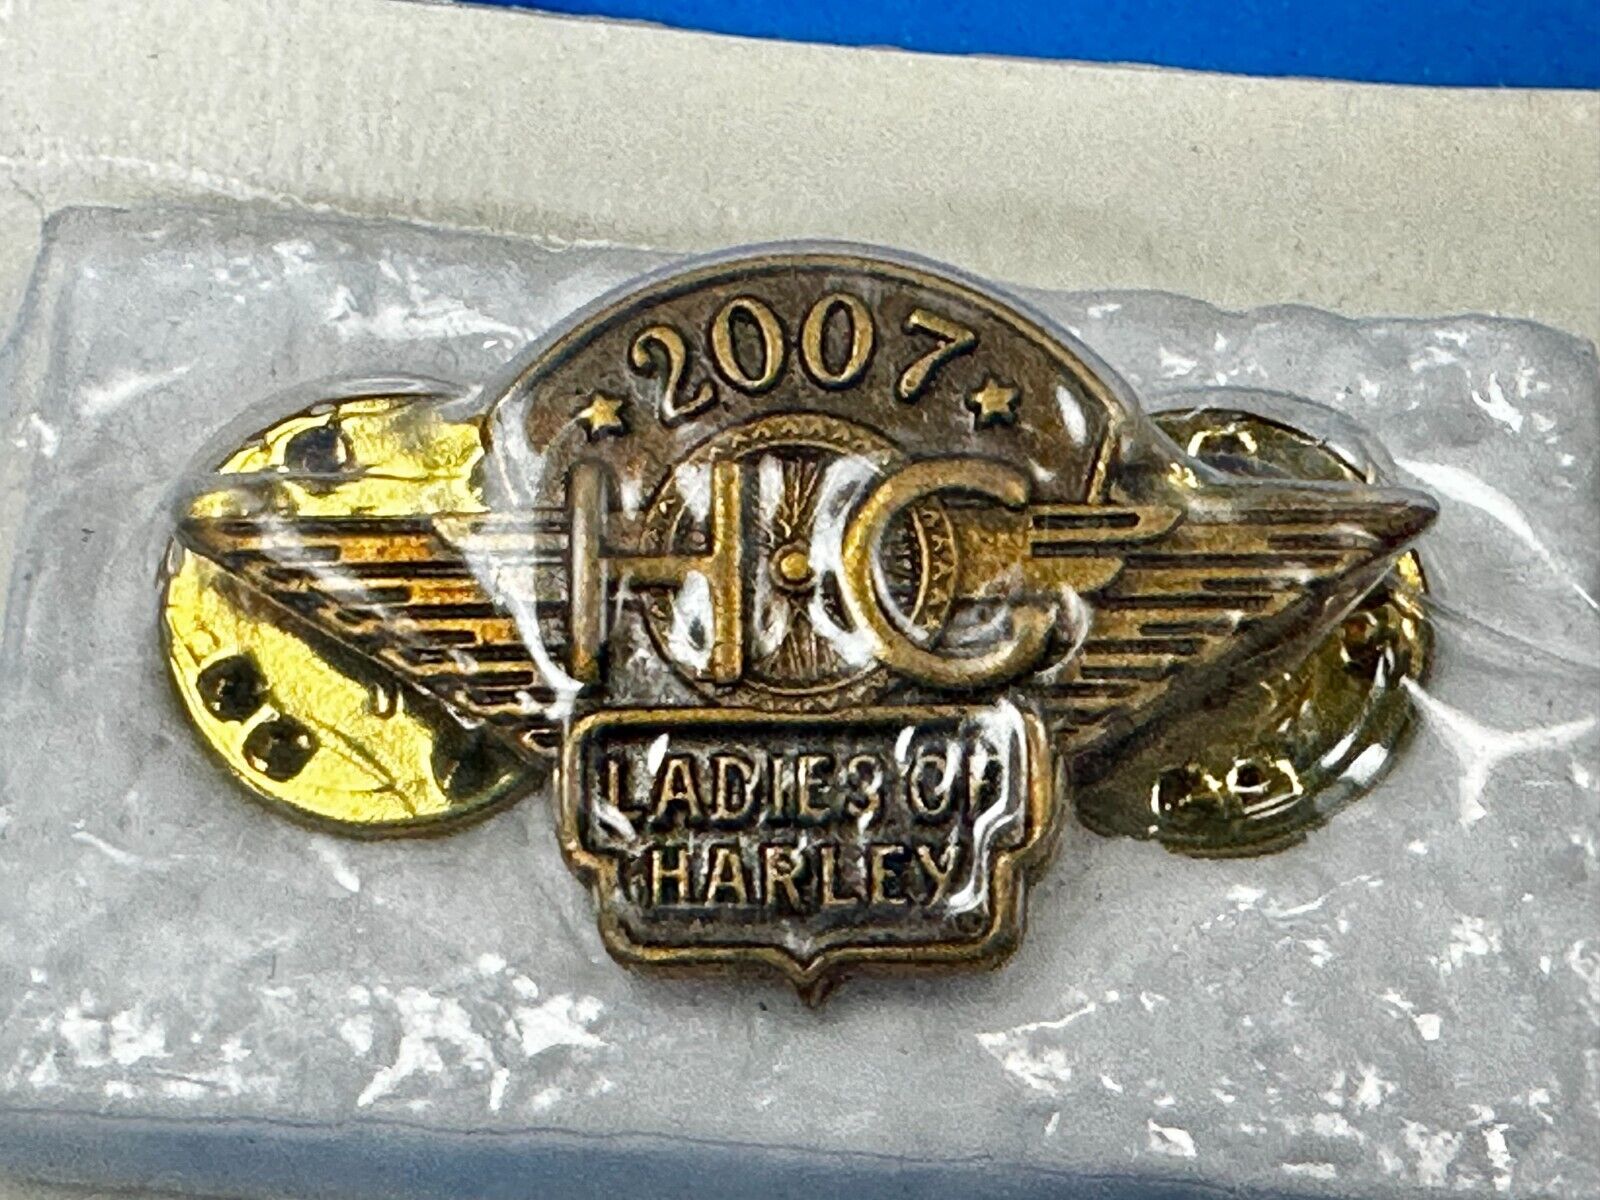 2007
HOG
LADIES OF
HARLEY